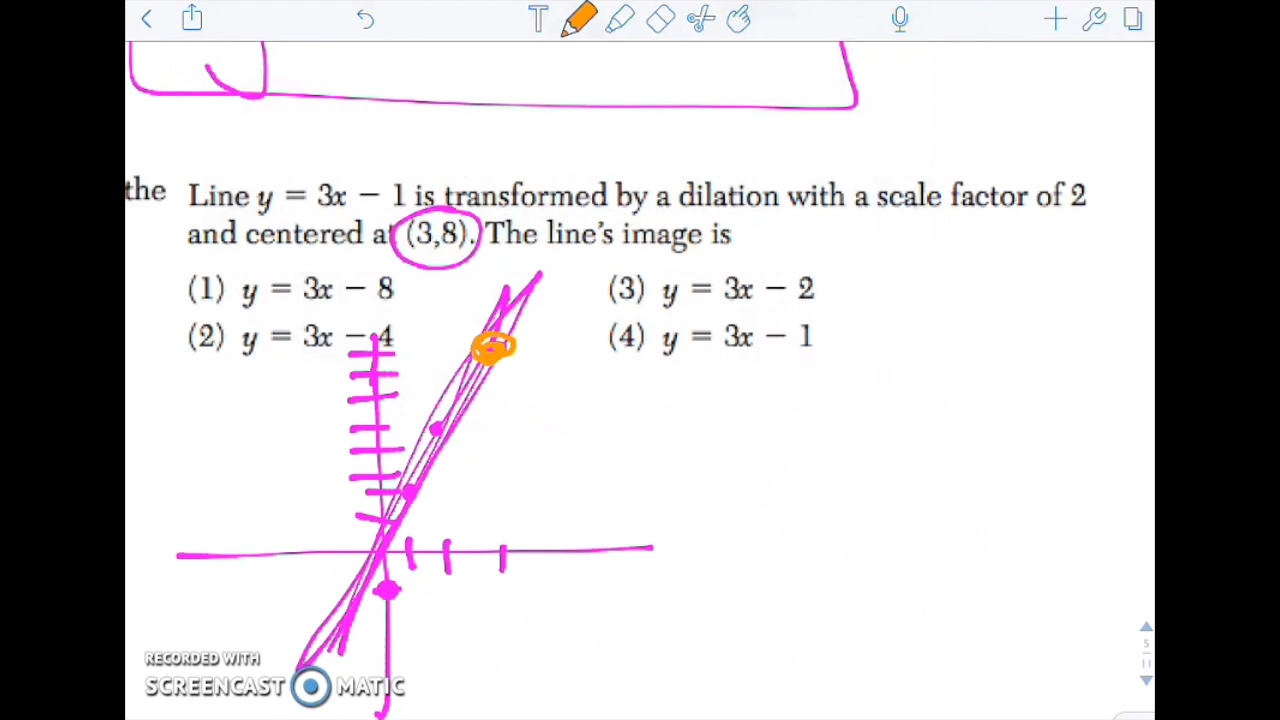 T
the Line y = 3x − 1 is transformed by a dilation with a scale factor of 2
and centered at (3,8). The line's image is
(1) y = 3x − 8 (3) y = 3x − 2
(2) y = 3x − 4 (4) y = 3x − 1
5
11
RECORDED WITH
SCREENCAST MATIC